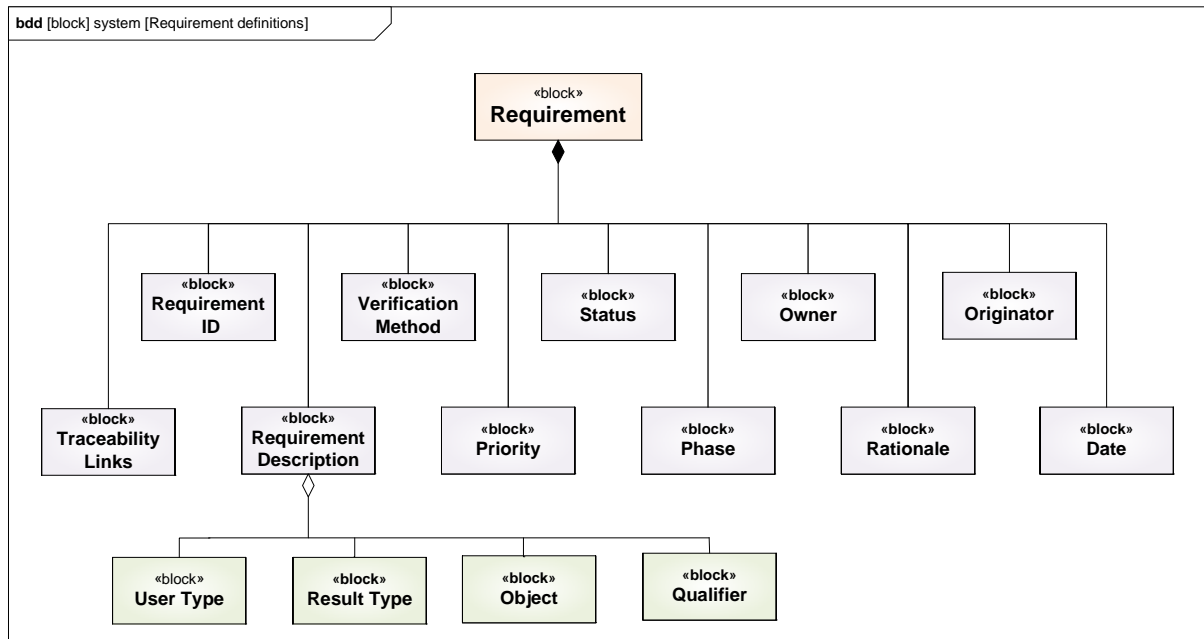 bdd [block] system [Requirement definitions]
«block»
Requirement
«block»
Requirement
ID
«block»
Verification
Method
«block»
Status
«block»
Owner
«block»
Originator
«block»
Traceability
Links
«block»
Requirement
Description
«block»
Priority
«block»
Phase
«block»
Rationale
«block»
Date
«block»
User Type
«block»
Result Type
«block»
Object
«block»
Qualifier